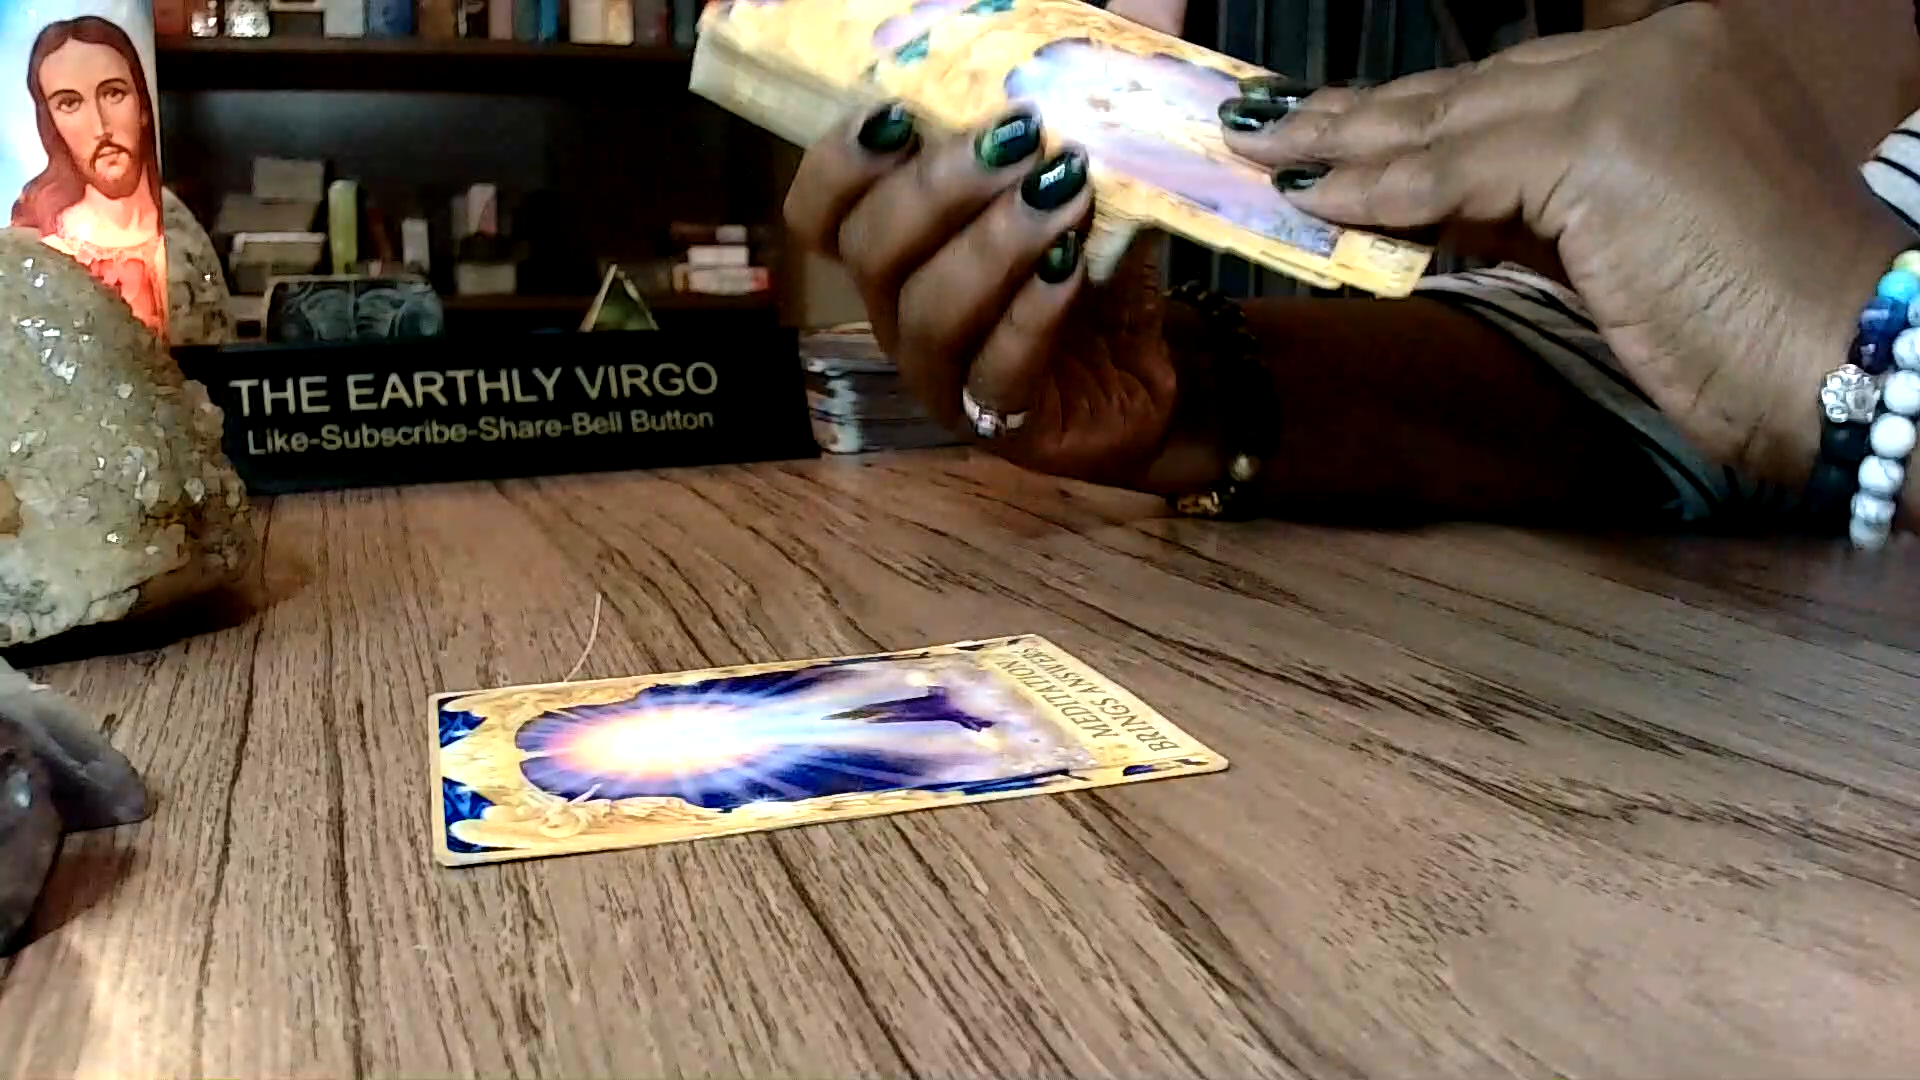 THE EARTHLY VIRGO
Like-Subscribe-Share-Bell Button
MEDITATION
BRINGS ANSWERS